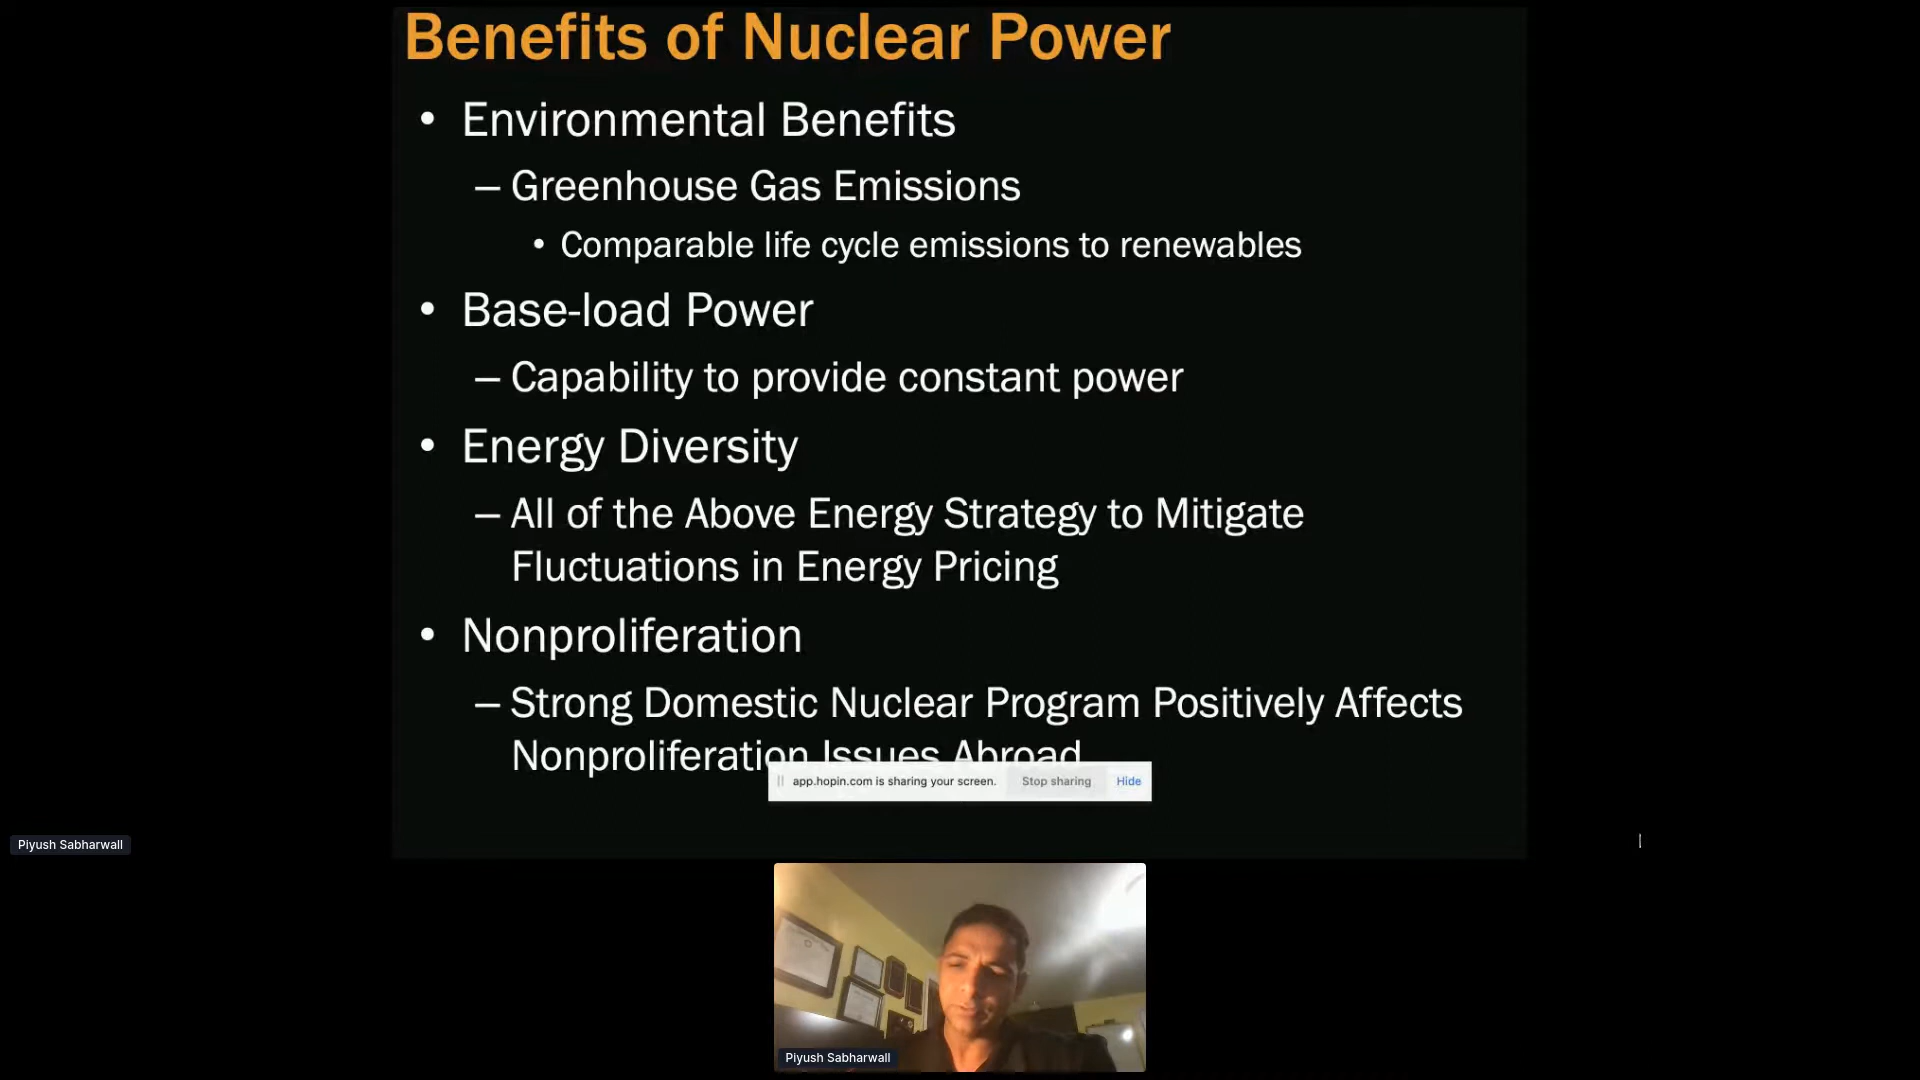 Benefits of Nuclear Power
• Environmental Benefits
– Greenhouse Gas Emissions
• Comparable life cycle emissions to renewables
• Base-load Power
– Capability to provide constant power
• Energy Diversity
– All of the Above Energy Strategy to Mitigate
Fluctuations in Energy Pricing
• Nonproliferation
– Strong Domestic Nuclear Program Positively Affects
Nonproliferation Issues Abroad
app.hopin.com is sharing your screen. Stop sharing Hide
Piyush Sabharwall
Piyush Sabharwall